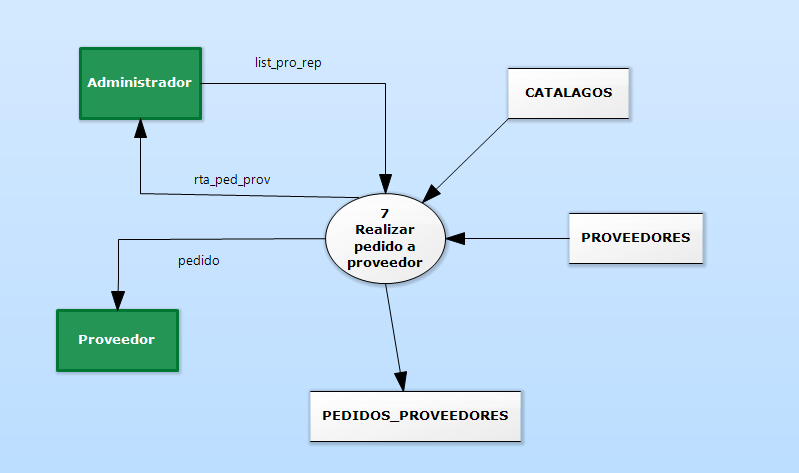 list_pro_rep
Administrador
CATALAGOS
rta_ped_prov
7
Realizar
pedido a
proveedor
PROVEEDORES
pedido
Proveedor
PEDIDOS_PROVEEDORES